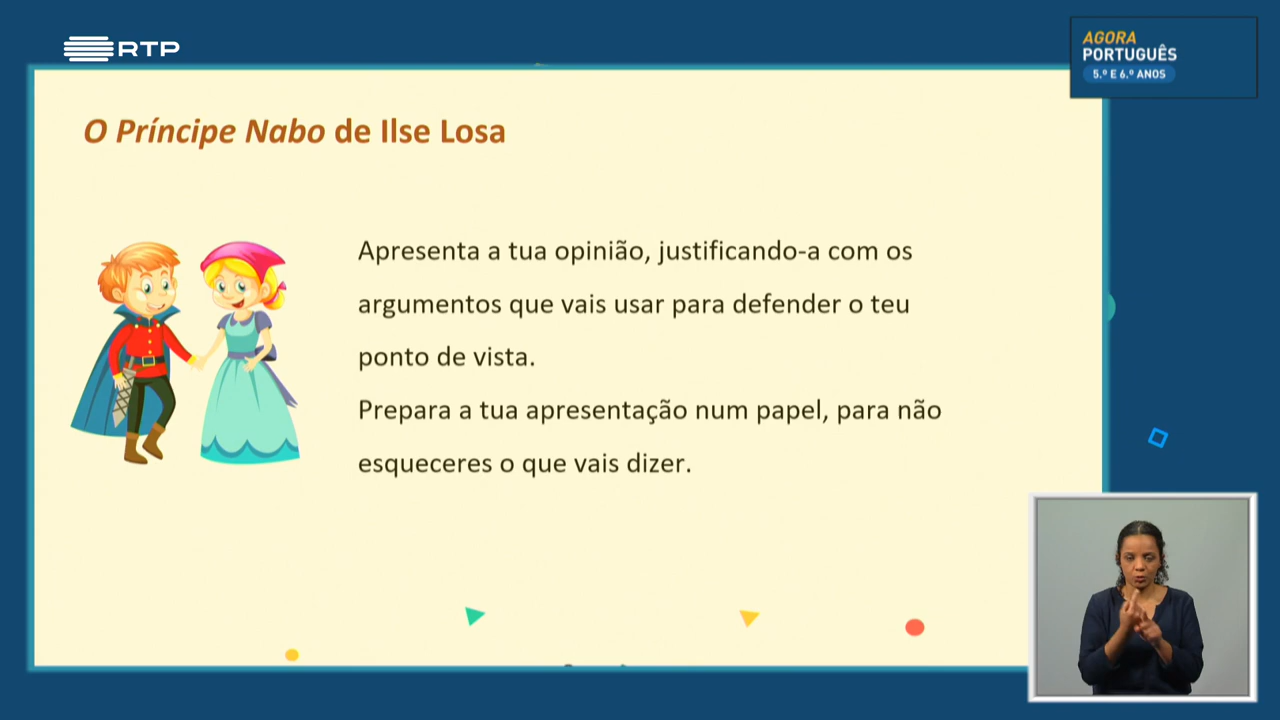 RTP
AGORA
PORTUGUÊS
5.º E 6.º ANOS
O Príncipe Nabo de Ilse Losa
Apresenta a tua opinião, justificando-a com os
argumentos que vais usar para defender o teu
ponto de vista.
Prepara a tua apresentação num papel, para não
esqueceres o que vais dizer.